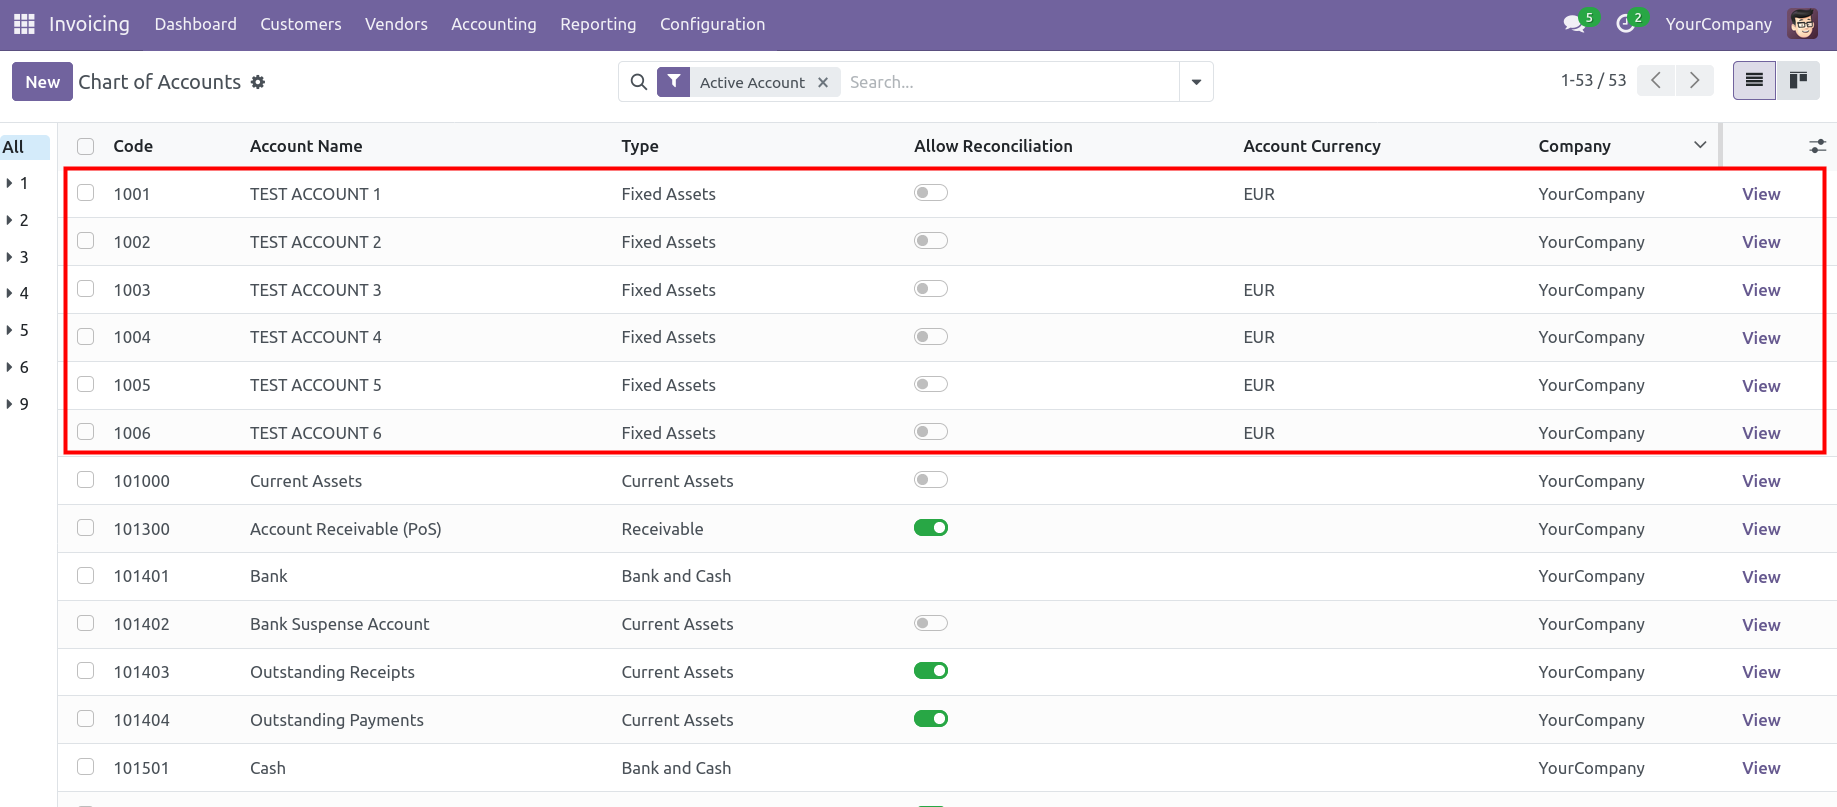 Invoicing Dashboard Customers Vendors Accounting Reporting Configuration 5 2 YourCompany
New Chart of Accounts Active Account Search... 1-53 / 53
All Code Account Name Type Allow Reconciliation Account Currency Company
1
2
3
4
5
6
9
1001 TEST ACCOUNT 1 Fixed Assets EUR YourCompany View
1002 TEST ACCOUNT 2 Fixed Assets YourCompany View
1003 TEST ACCOUNT 3 Fixed Assets EUR YourCompany View
1004 TEST ACCOUNT 4 Fixed Assets EUR YourCompany View
1005 TEST ACCOUNT 5 Fixed Assets EUR YourCompany View
1006 TEST ACCOUNT 6 Fixed Assets EUR YourCompany View
101000 Current Assets Current Assets YourCompany View
101300 Account Receivable (PoS) Receivable YourCompany View
101401 Bank Bank and Cash YourCompany View
101402 Bank Suspense Account Current Assets YourCompany View
101403 Outstanding Receipts Current Assets YourCompany View
101404 Outstanding Payments Current Assets YourCompany View
101501 Cash Bank and Cash YourCompany View